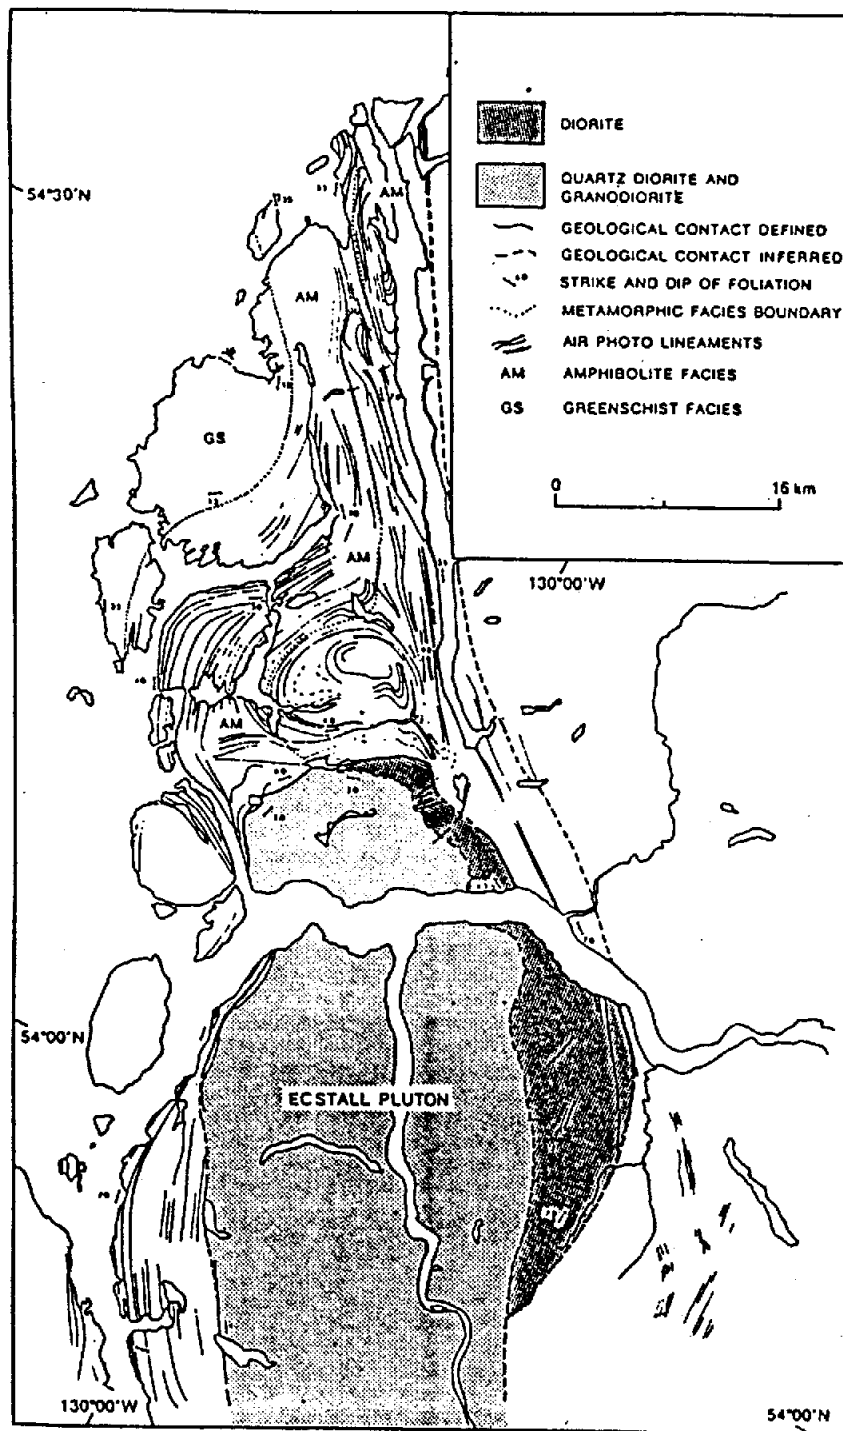 DIORITE
QUARTZ DIORITE AND
GRANODIORITE
GEOLOGICAL CONTACT DEFINED
GEOLOGICAL CONTACT INFERRED
STRIKE AND DIP OF FOLIATION
METAMORPHIC FACIES BOUNDARY
AIR PHOTO LINEAMENTS
AM AMPHIBOLITE FACIES
GS GREENSCHIST FACIES
0 16 km
54°30'N
AM
AM
GS
AM
130°00'W
AM
54°00'N
ECSTALL PLUTON
130°00'W
54°00'N